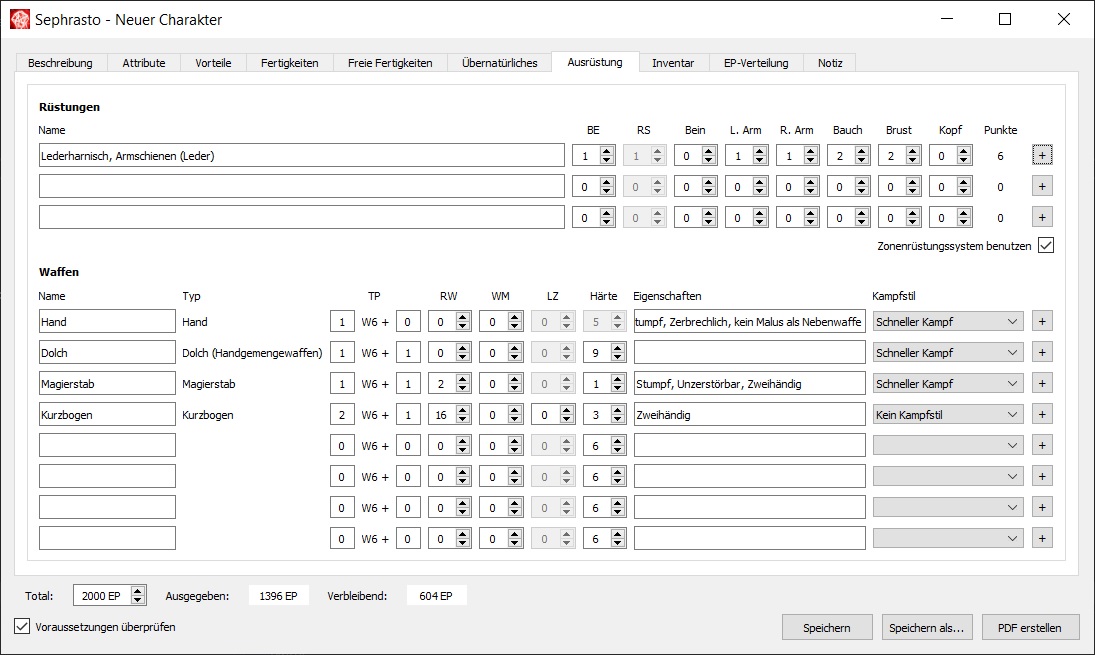 Sephrasto - Neuer Charakter
Beschreibung Attribute Vorteile Fertigkeiten Freie Fertigkeiten Übernatürliches Ausrüstung Inventar EP-Verteilung Notiz
Rüstungen
Name BE RS Bein L. Arm R. Arm Bauch Brust Kopf Punkte
Lederharnisch, Armschienen (Leder) 1 1 0 1 1 2 2 0 6 +
0 0 0 0 0 0 0 0 0 +
0 0 0 0 0 0 0 0 0 +
Zonenrüstungssystem benutzen
Waffen
Name Typ TP RW WM LZ Härte Eigenschaften Kampfstil
Hand Hand 1 W6 + 0 0 0 0 5 tumpf, Zerbrechlich, kein Malus als Nebenwaffe Schneller Kampf +
Dolch Dolch (Handgemengewaffen) 1 W6 + 1 0 0 0 9 Schneller Kampf +
Magierstab Magierstab 1 W6 + 1 2 0 0 1 Stumpf, Unzerstörbar, Zweihändig Schneller Kampf +
Kurzbogen Kurzbogen 2 W6 + 1 16 0 0 3 Zweihändig Kein Kampfstil +
0 W6 + 0 0 0 0 6 +
0 W6 + 0 0 0 0 6 +
0 W6 + 0 0 0 0 6 +
0 W6 + 0 0 0 0 6 +
Total: 2000 EP Ausgegeben: 1396 EP Verbleibend: 604 EP
Voraussetzungen überprüfen Speichern Speichern als... PDF erstellen